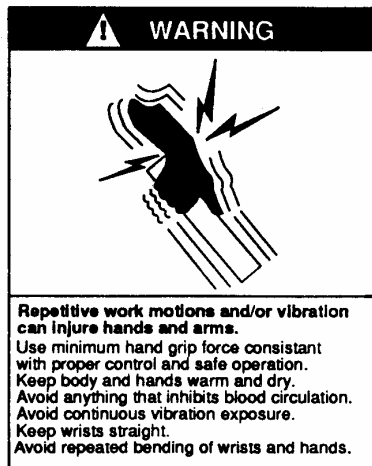 WARNING
Repetitive work motions and/or vibration
can injure hands and arms.
Use minimum hand grip force consistant
with proper control and safe operation.
Keep body and hands warm and dry.
Avoid anything that inhibits blood circulation.
Avoid continuous vibration exposure.
Keep wrists straight.
Avoid repeated bending of wrists and hands.